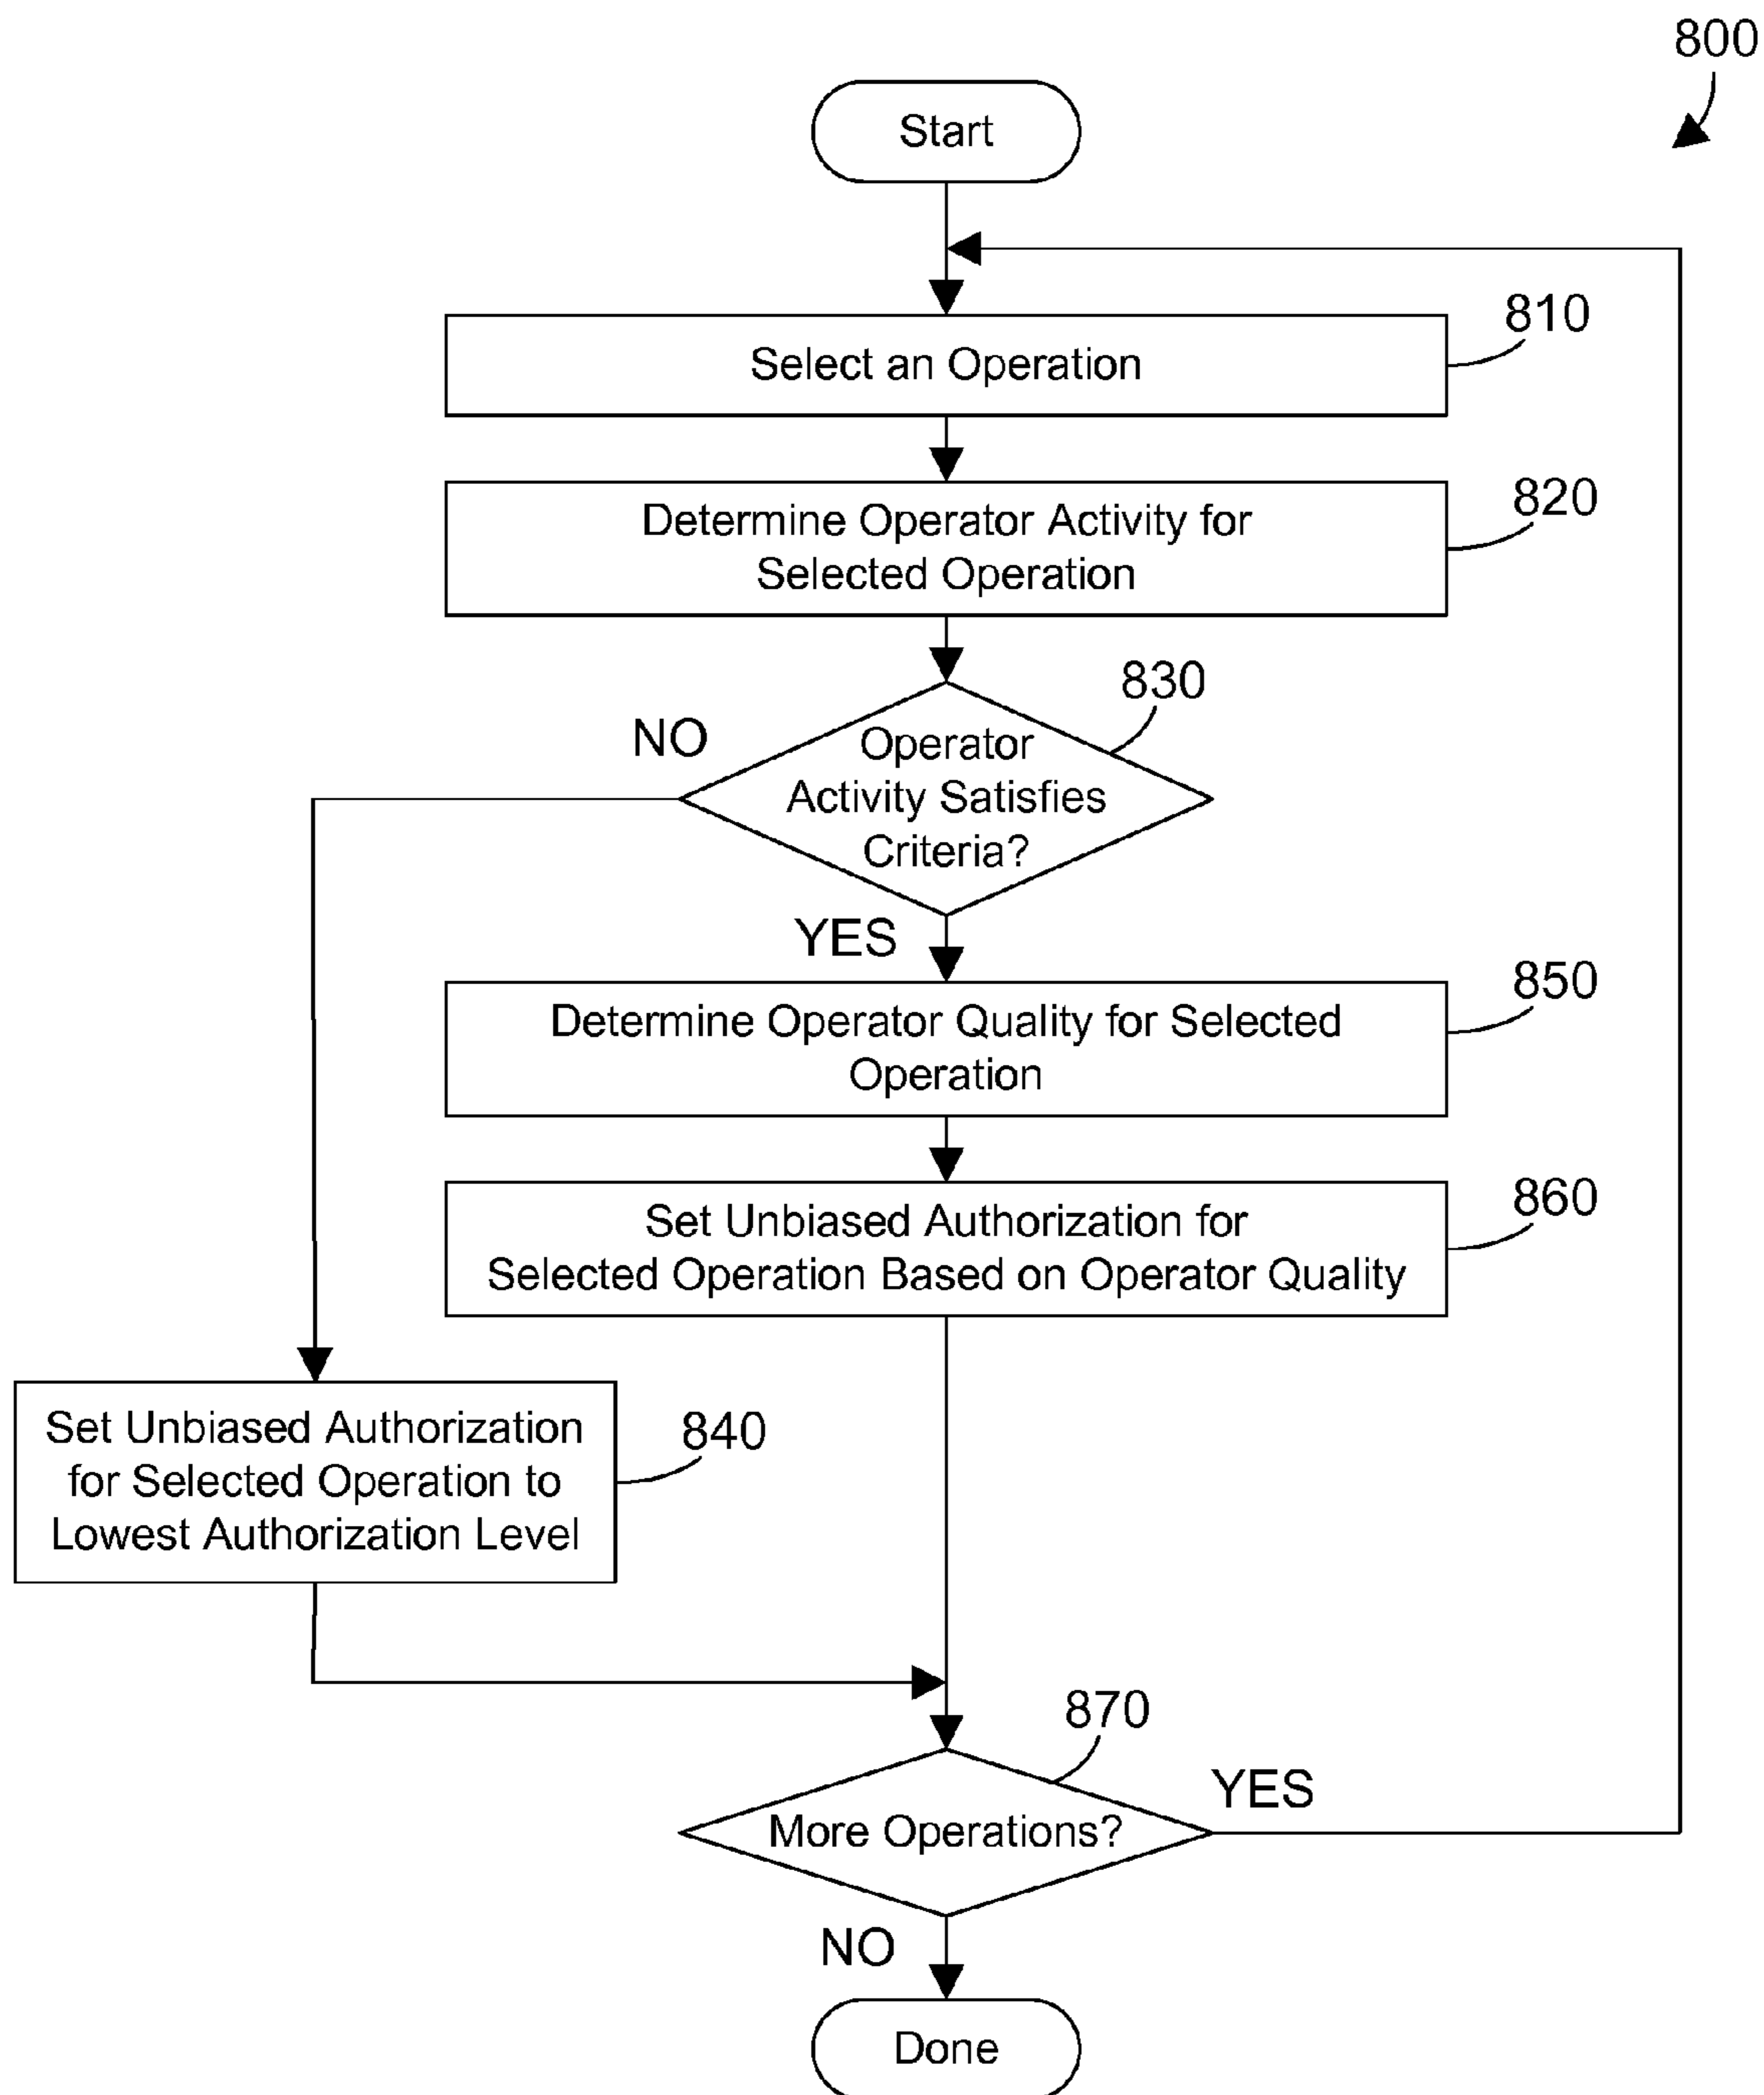 800
Start
810
Select an Operation
820
Determine Operator Activity for
Selected Operation
830
NO
Operator
Activity Satisfies
Criteria?
YES
850
Determine Operator Quality for Selected
Operation
860
Set Unbiased Authorization for
Selected Operation Based on Operator Quality
Set Unbiased Authorization
for Selected Operation to
Lowest Authorization Level
840
870
YES
More Operations?
NO
Done